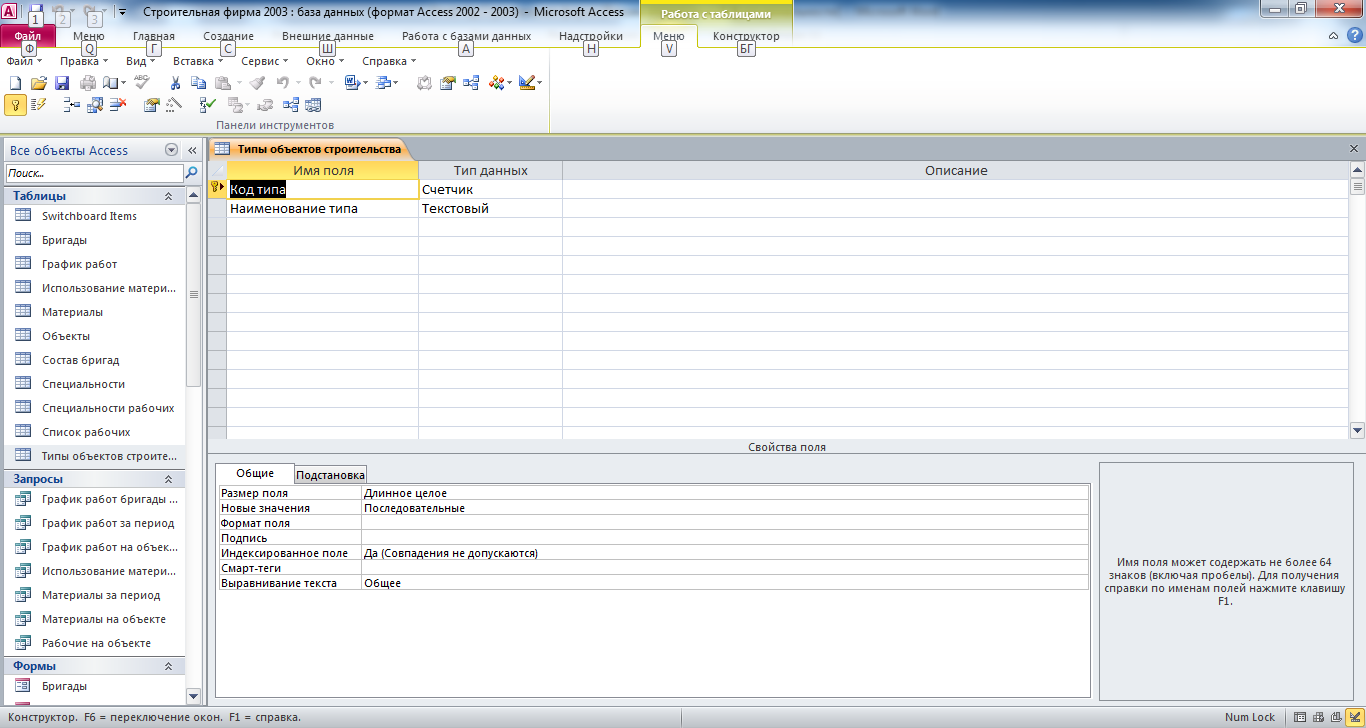 Строительная фирма 2003 : база данных (формат Access 2002 - 2003) - Microsoft Access
Работа с таблицами
1 2 3
Файл Меню Главная Создание Внешние данные Работа с базами данных Надстройки Меню Конструктор
Ф Q Г С Ш А Н V БГ
Файл Правка Вид Вставка Сервис Окно Справка
Панели инструментов
Все объекты Access
Поиск...
Таблицы
Switchboard Items
Бригады
График работ
Использование матери...
Материалы
Объекты
Состав бригад
Специальности
Специальности рабочих
Список рабочих
Типы объектов строите...
Запросы
График работ бригады ...
График работ за период
График работ на объек...
Использование матери...
Материалы за период
Материалы на объекте
Рабочие на объекте
Формы
Бригады
Типы объектов строительства
Имя поля Тип данных Описание
Код типа Счетчик
Наименование типа Текстовый
Свойства поля
Общие Подстановка
Размер поля Длинное целое
Новые значения Последовательные
Формат поля
Подпись
Индексированное поле Да (Совпадения не допускаются)
Смарт-теги
Выравнивание текста Общее
Имя поля может содержать не более 64
знаков (включая пробелы). Для получения
справки по именам полей нажмите клавишу
F1.
Конструктор. F6 = переключение окон. F1 = справка.
Num Lock